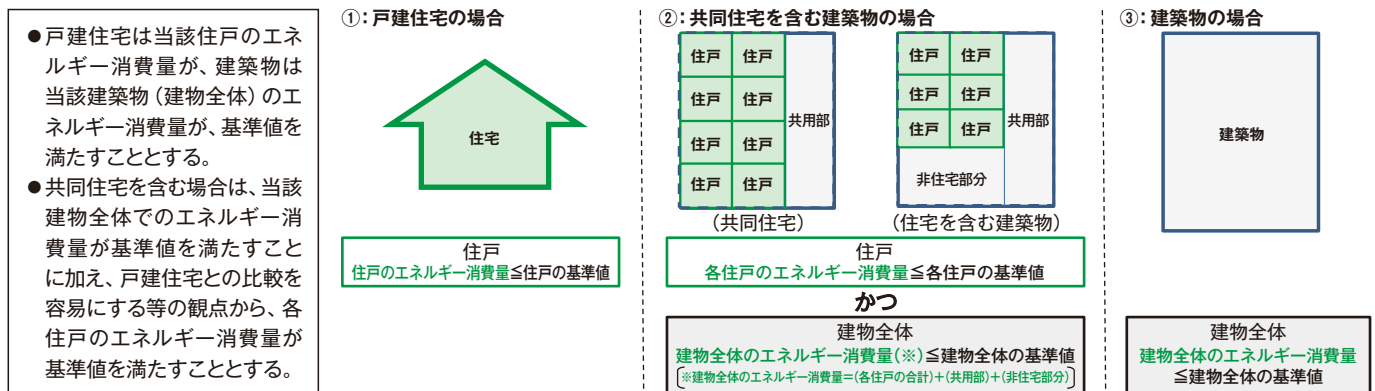 ●戸建住宅は当該住戸のエネ
ルギー消費量が、建築物は
当該建築物（建物全体）のエ
ネルギー消費量が、基準値を
満たすこととする。
●共同住宅を含む場合は、当該
建物全体でのエネルギー消
費量が基準値を満たすこと
に加え、戸建住宅との比較を
容易にする等の観点から、各
住戸のエネルギー消費量が
基準値を満たすこととする。
①：戸建住宅の場合
住宅
住戸
住戸のエネルギー消費量≦住戸の基準値
②：共同住宅を含む建築物の場合
住戸 住戸
住戸 住戸
共用部
住戸 住戸
住戸 住戸
（共同住宅）
住戸 住戸
住戸 住戸
住戸 住戸
共用部
非住宅部分
（住宅を含む建築物）
住戸
各住戸のエネルギー消費量≦各住戸の基準値
かつ
建物全体
建物全体のエネルギー消費量（※）≦建物全体の基準値
［※建物全体のエネルギー消費量＝（各住戸の合計）＋（共用部）＋（非住宅部分）］
③：建築物の場合
建築物
建物全体
建物全体のエネルギー消費量
≦建物全体の基準値